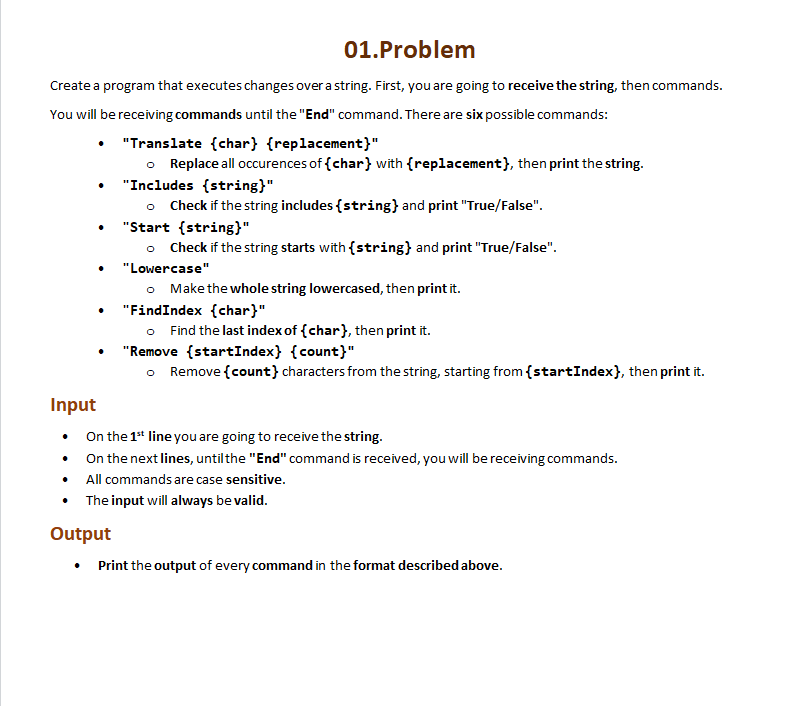 01.Problem
Create a program that executes changes over a string. First, you are going to receive the string, then commands.
You will be receiving commands until the "End" command. There are six possible commands:
• "Translate {char} {replacement}"
o Replace all occurences of {char} with {replacement}, then print the string.
• "Includes {string}"
o Check if the string includes {string} and print "True/False".
• "Start {string}"
o Check if the string starts with {string} and print "True/False".
• "Lowercase"
o Make the whole string lowercased, then print it.
• "FindIndex {char}"
o Find the last index of {char}, then print it.
• "Remove {startIndex} {count}"
o Remove {count} characters from the string, starting from {startIndex}, then print it.
Input
• On the 1st line you are going to receive the string.
• On the next lines, until the "End" command is received, you will be receiving commands.
• All commands are case sensitive.
• The input will always be valid.
Output
• Print the output of every command in the format described above.